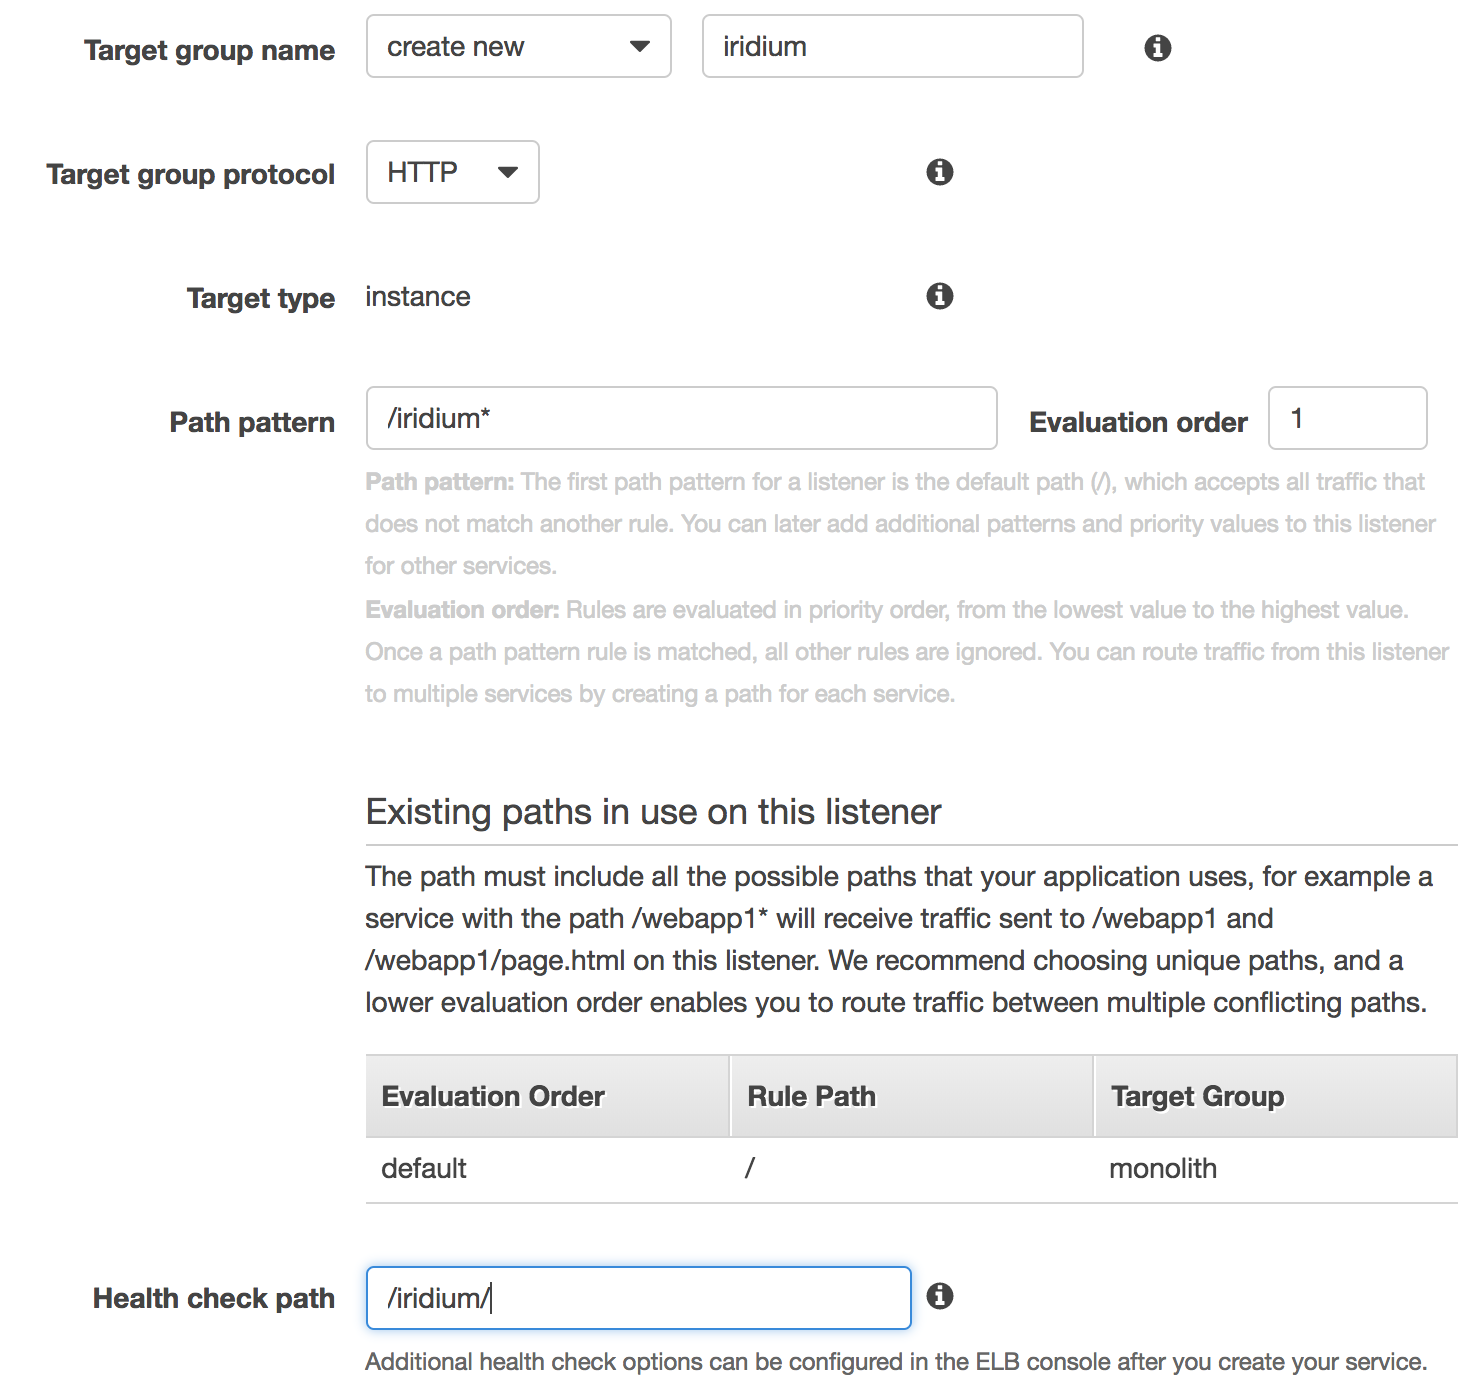 Target group name create new iridium
Target group protocol HTTP
Target type instance
Path pattern /iridium* Evaluation order 1
Path pattern: The first path pattern for a listener is the default path (/), which accepts all traffic that
does not match another rule. You can later add additional patterns and priority values to this listener
for other services.
Evaluation order: Rules are evaluated in priority order, from the lowest value to the highest value.
Once a path pattern rule is matched, all other rules are ignored. You can route traffic from this listener
to multiple services by creating a path for each service.
Existing paths in use on this listener
The path must include all the possible paths that your application uses, for example a
service with the path /webapp1* will receive traffic sent to /webapp1 and
/webapp1/page.html on this listener. We recommend choosing unique paths, and a
lower evaluation order enables you to route traffic between multiple conflicting paths.
Evaluation Order Rule Path Target Group
default / monolith
Health check path /iridium/
Additional health check options can be configured in the ELB console after you create your service.